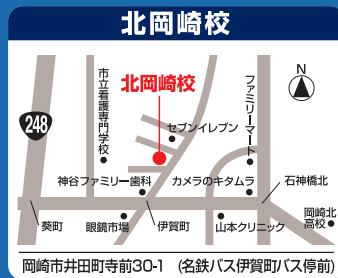 北岡崎校
N
248
市立看護専門学校
北岡崎校
セブンイレブン
ファミリーマート
神谷ファミリー歯科
カメラのキタムラ
石神橋北
葵町
眼鏡市場
伊賀町
山本クリニック
岡崎北
高校
岡崎市井田町寺前30-1 (名鉄バス伊賀町バス停前)